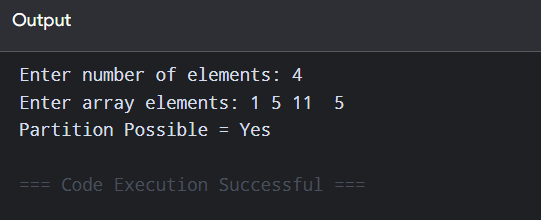 Output
Enter number of elements: 4
Enter array elements: 1 5 11  5
Partition Possible = Yes
=== Code Execution Successful ===